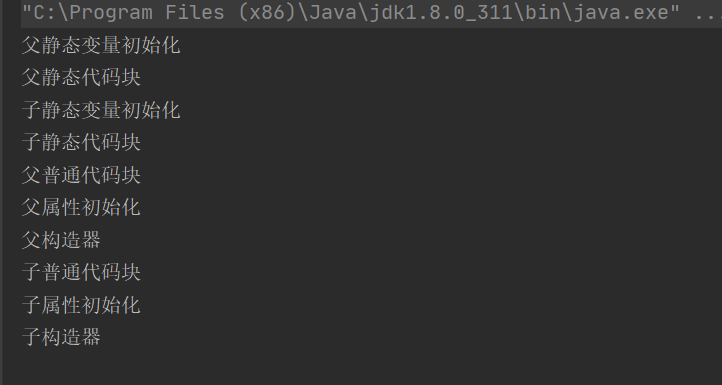 "C:\Program Files (x86)\Java\jdk1.8.0_311\bin\java.exe" ...
父静态变量初始化
父静态代码块
子静态变量初始化
子静态代码块
父普通代码块
父属性初始化
父构造器
子普通代码块
子属性初始化
子构造器